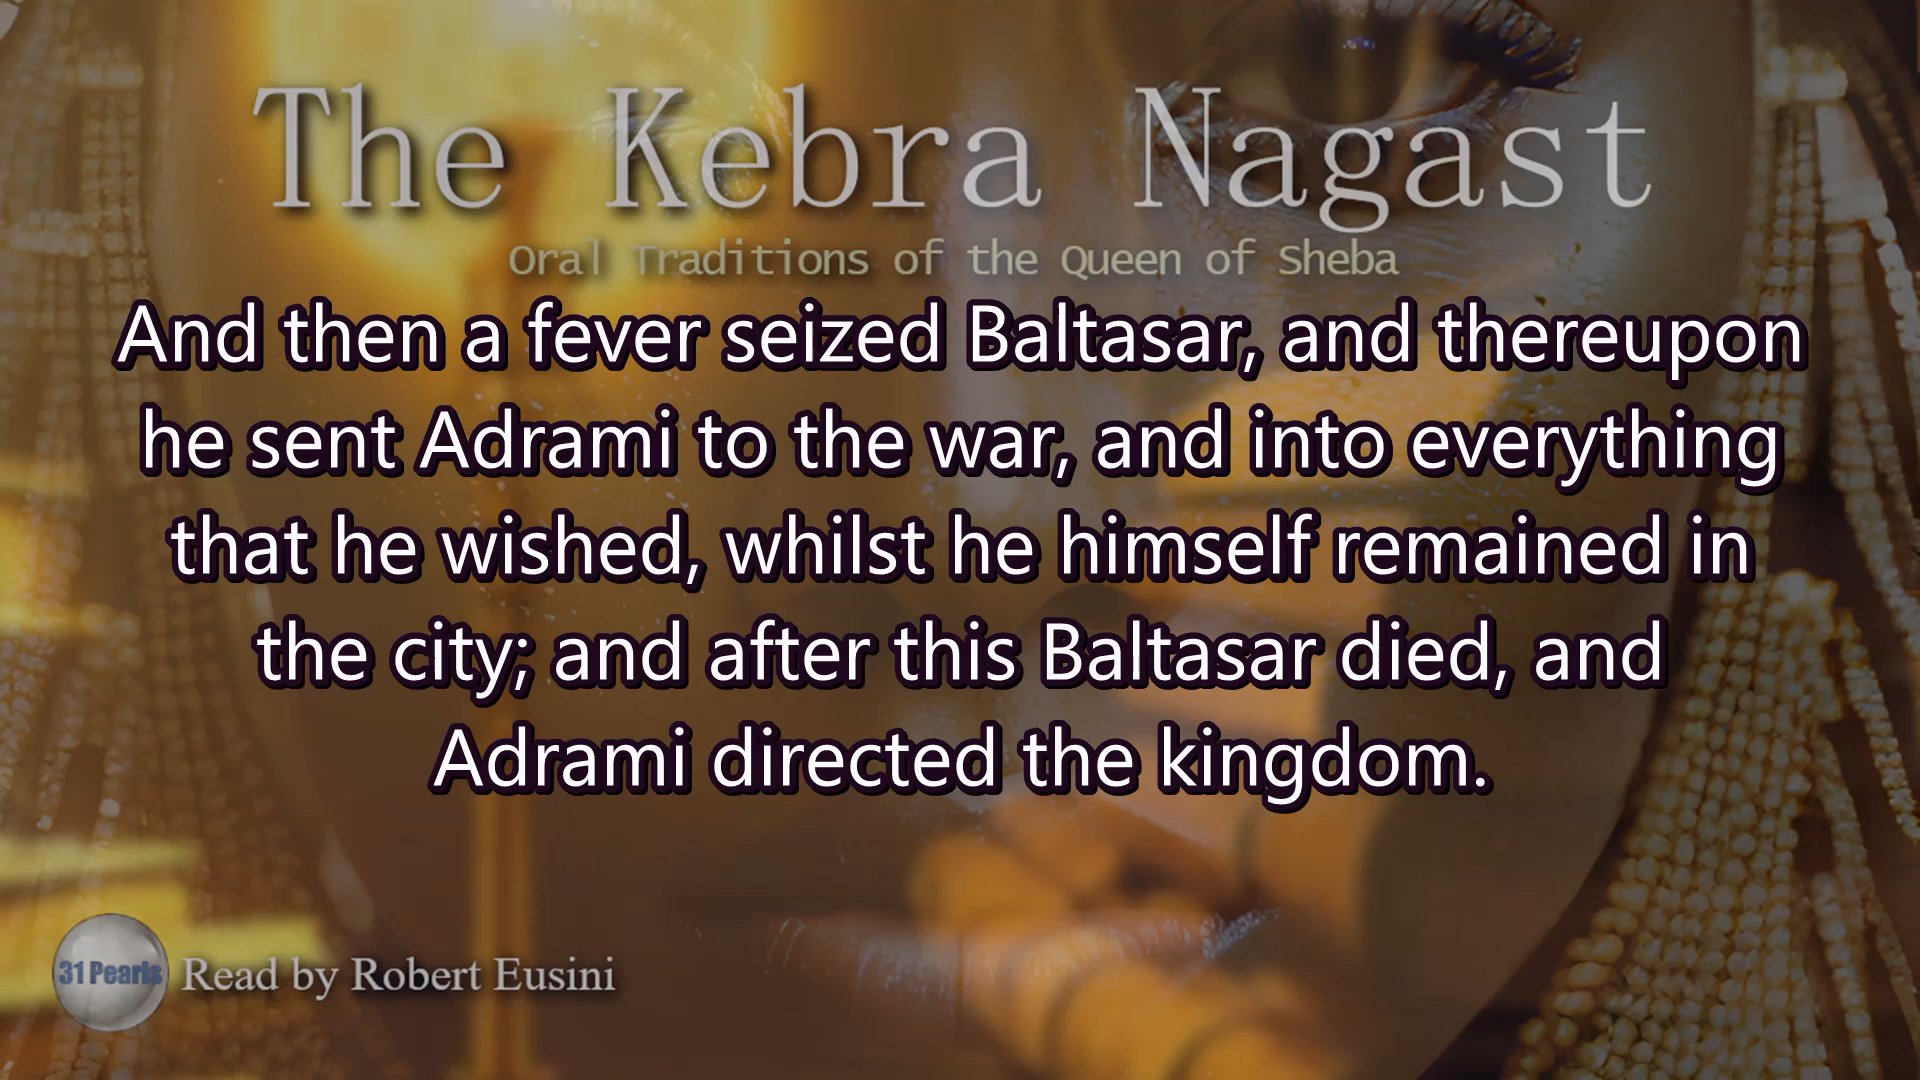 The Kebra Nagast
Oral Traditions of the Queen of Sheba
And then a fever seized Baltasar, and thereupon
he sent Adrami to the war, and into everything
that he wished, whilst he himself remained in
the city; and after this Baltasar died, and
Adrami directed the kingdom.
31 Pearls
Read by Robert Eusini